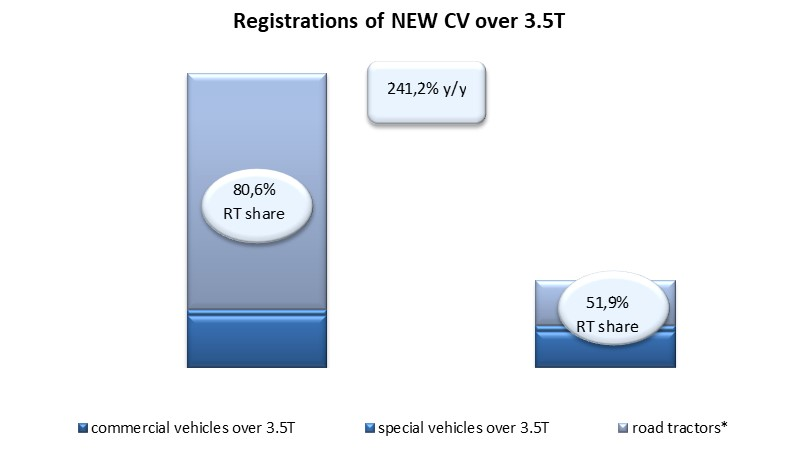 Registrations of NEW CV over 3.5T
241,2% y/y
80,6%
RT share
51,9%
RT share
commercial vehicles over 3.5T
special vehicles over 3.5T
road tractors*